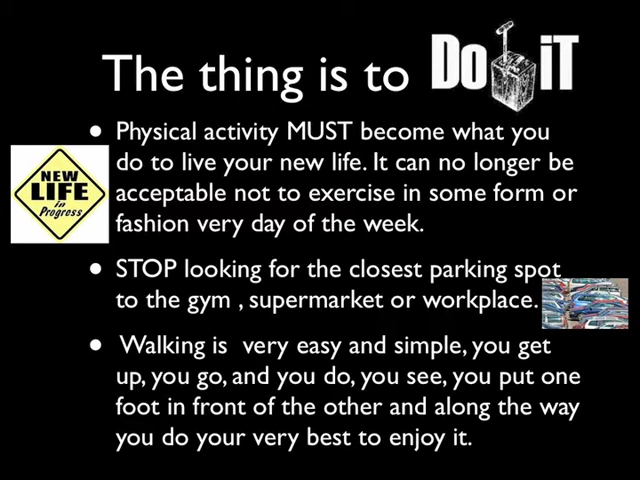 The thing is to Do iT
• Physical activity MUST become what you
do to live your new life. It can no longer be
acceptable not to exercise in some form or
fashion very day of the week.
NEW
LIFE
in
Progress
• STOP looking for the closest parking spot
to the gym , supermarket or workplace.
• Walking is very easy and simple, you get
up, you go, and you do, you see, you put one
foot in front of the other and along the way
you do your very best to enjoy it.